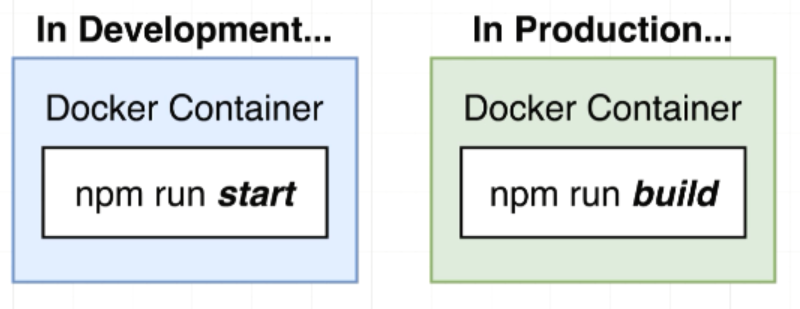 In Development...
Docker Container
npm run start
In Production...
Docker Container
npm run build